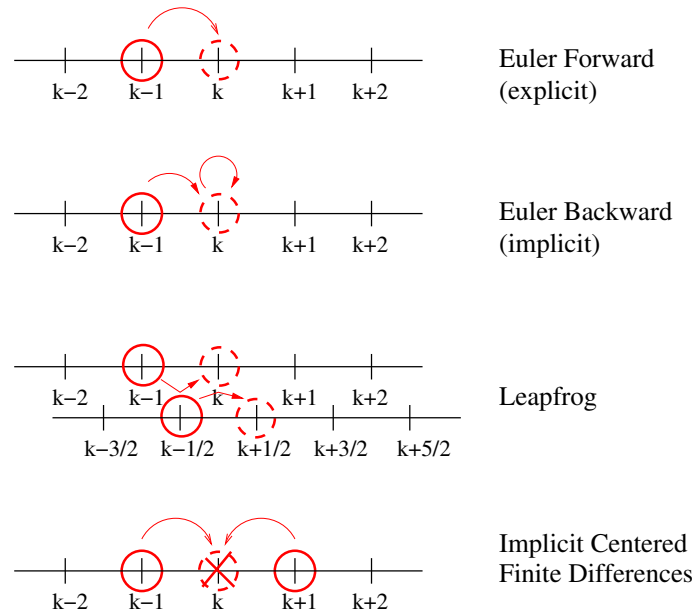 k−2 k−1 k k+1 k+2
Euler Forward
(explicit)
k−2 k−1 k k+1 k+2
Euler Backward
(implicit)
k−2 k−1 k k+1 k+2
k−3/2 k−1/2 k+1/2 k+3/2 k+5/2
Leapfrog
k−2 k−1 k k+1 k+2
Implicit Centered
Finite Differences